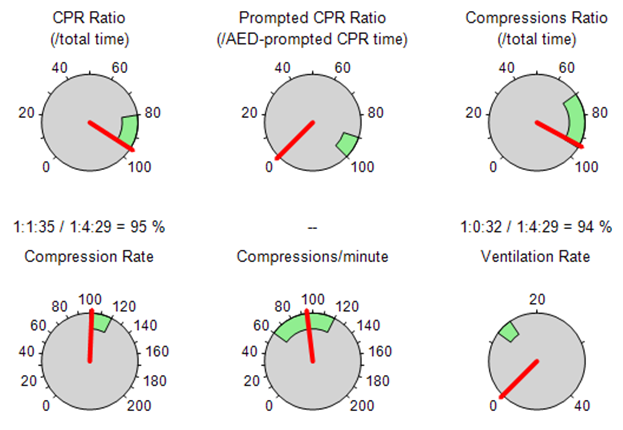 CPR Ratio
(/total time)
Prompted CPR Ratio
(/AED-prompted CPR time)
Compressions Ratio
(/total time)
40 60
20 80
0 100
40 60
20 80
0 100
40 60
20 80
0 100
1:1:35 / 1:4:29 = 95 %
--
1:0:32 / 1:4:29 = 94 %
Compression Rate
Compressions/minute
Ventilation Rate
100
80 120
60 140
40 160
20 180
0 200
100
80 120
60 140
40 160
20 180
0 200
20
0 40